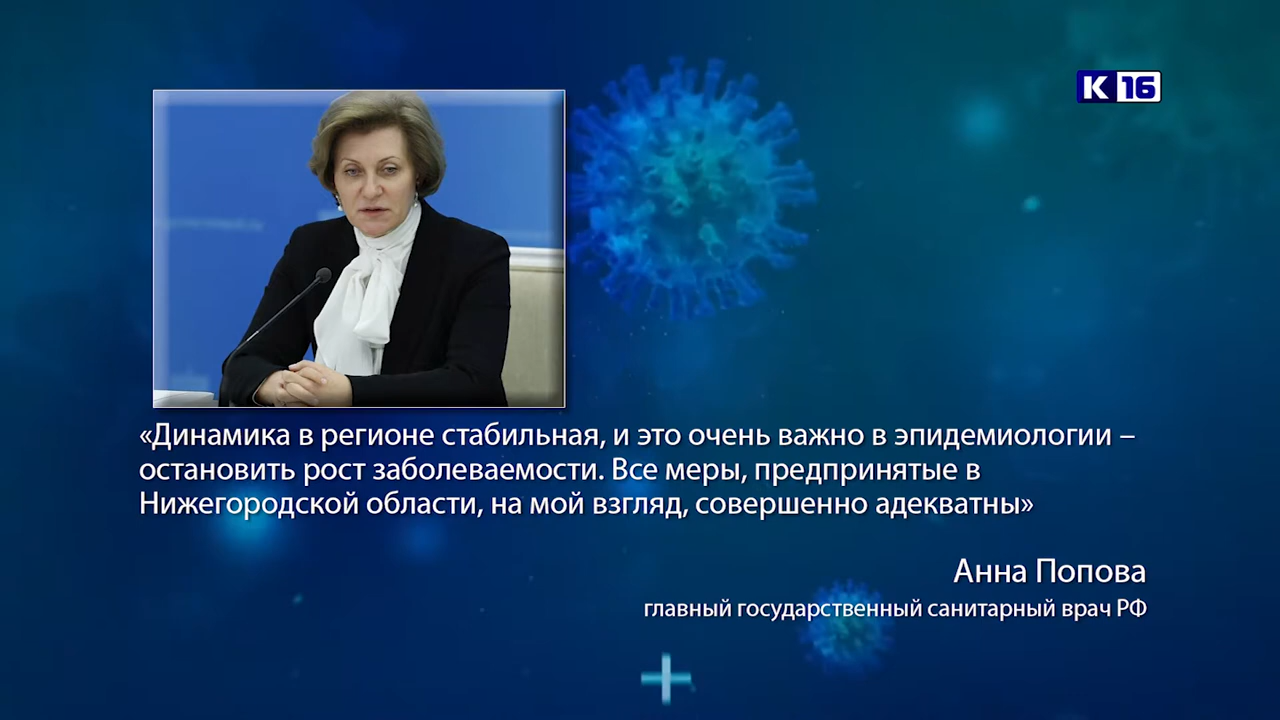 К 16
«Динамика в регионе стабильная, и это очень важно в эпидемиологии –
остановить рост заболеваемости. Все меры, предпринятые в
Нижегородской области, на мой взгляд, совершенно адекватны»
Анна Попова
главный государственный санитарный врач РФ